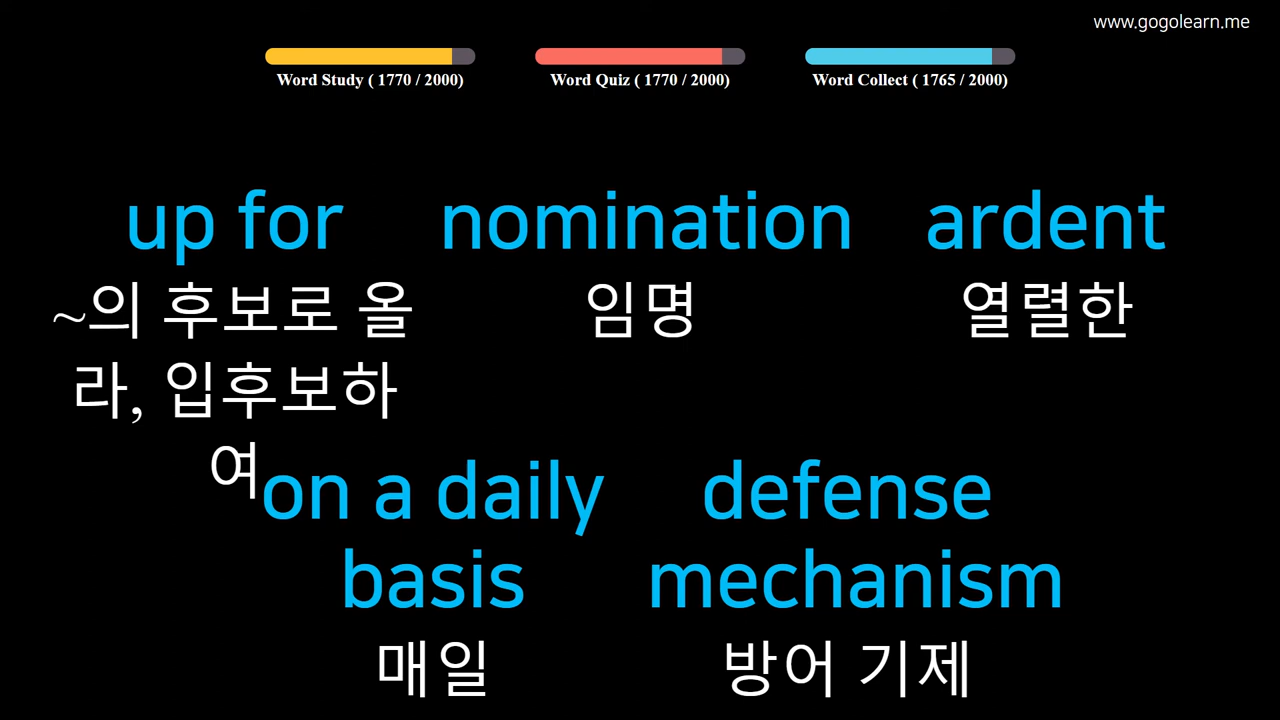 www.gogolearn.me
Word Study ( 1770 / 2000)
Word Quiz ( 1770 / 2000)
Word Collect ( 1765 / 2000)
up for
~의 후보로 올
라, 입후보하
여
nomination
임명
ardent
열렬한
on a daily
basis
매일
defense
mechanism
방어 기제